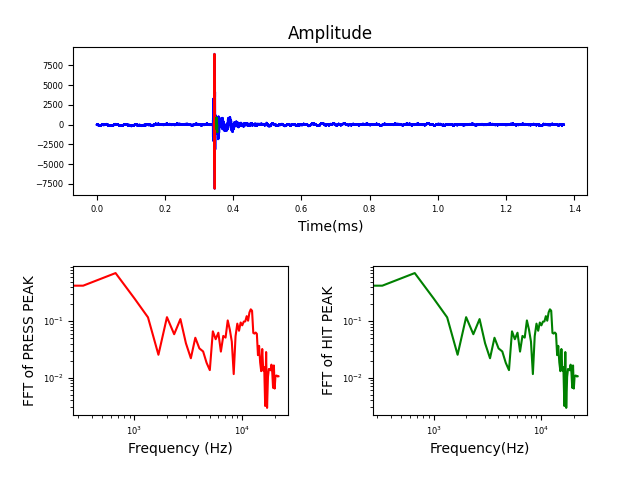 Amplitude
7500
5000
2500
0
−2500
−5000
−7500
0.0 0.2 0.4 0.6 0.8 1.0 1.2 1.4
Time(ms)
FFT of PRESS PEAK
10⁻¹
10⁻²
10³ 10⁴
Frequency (Hz)
FFT of HIT PEAK
10⁻¹
10⁻²
10³ 10⁴
Frequency(Hz)